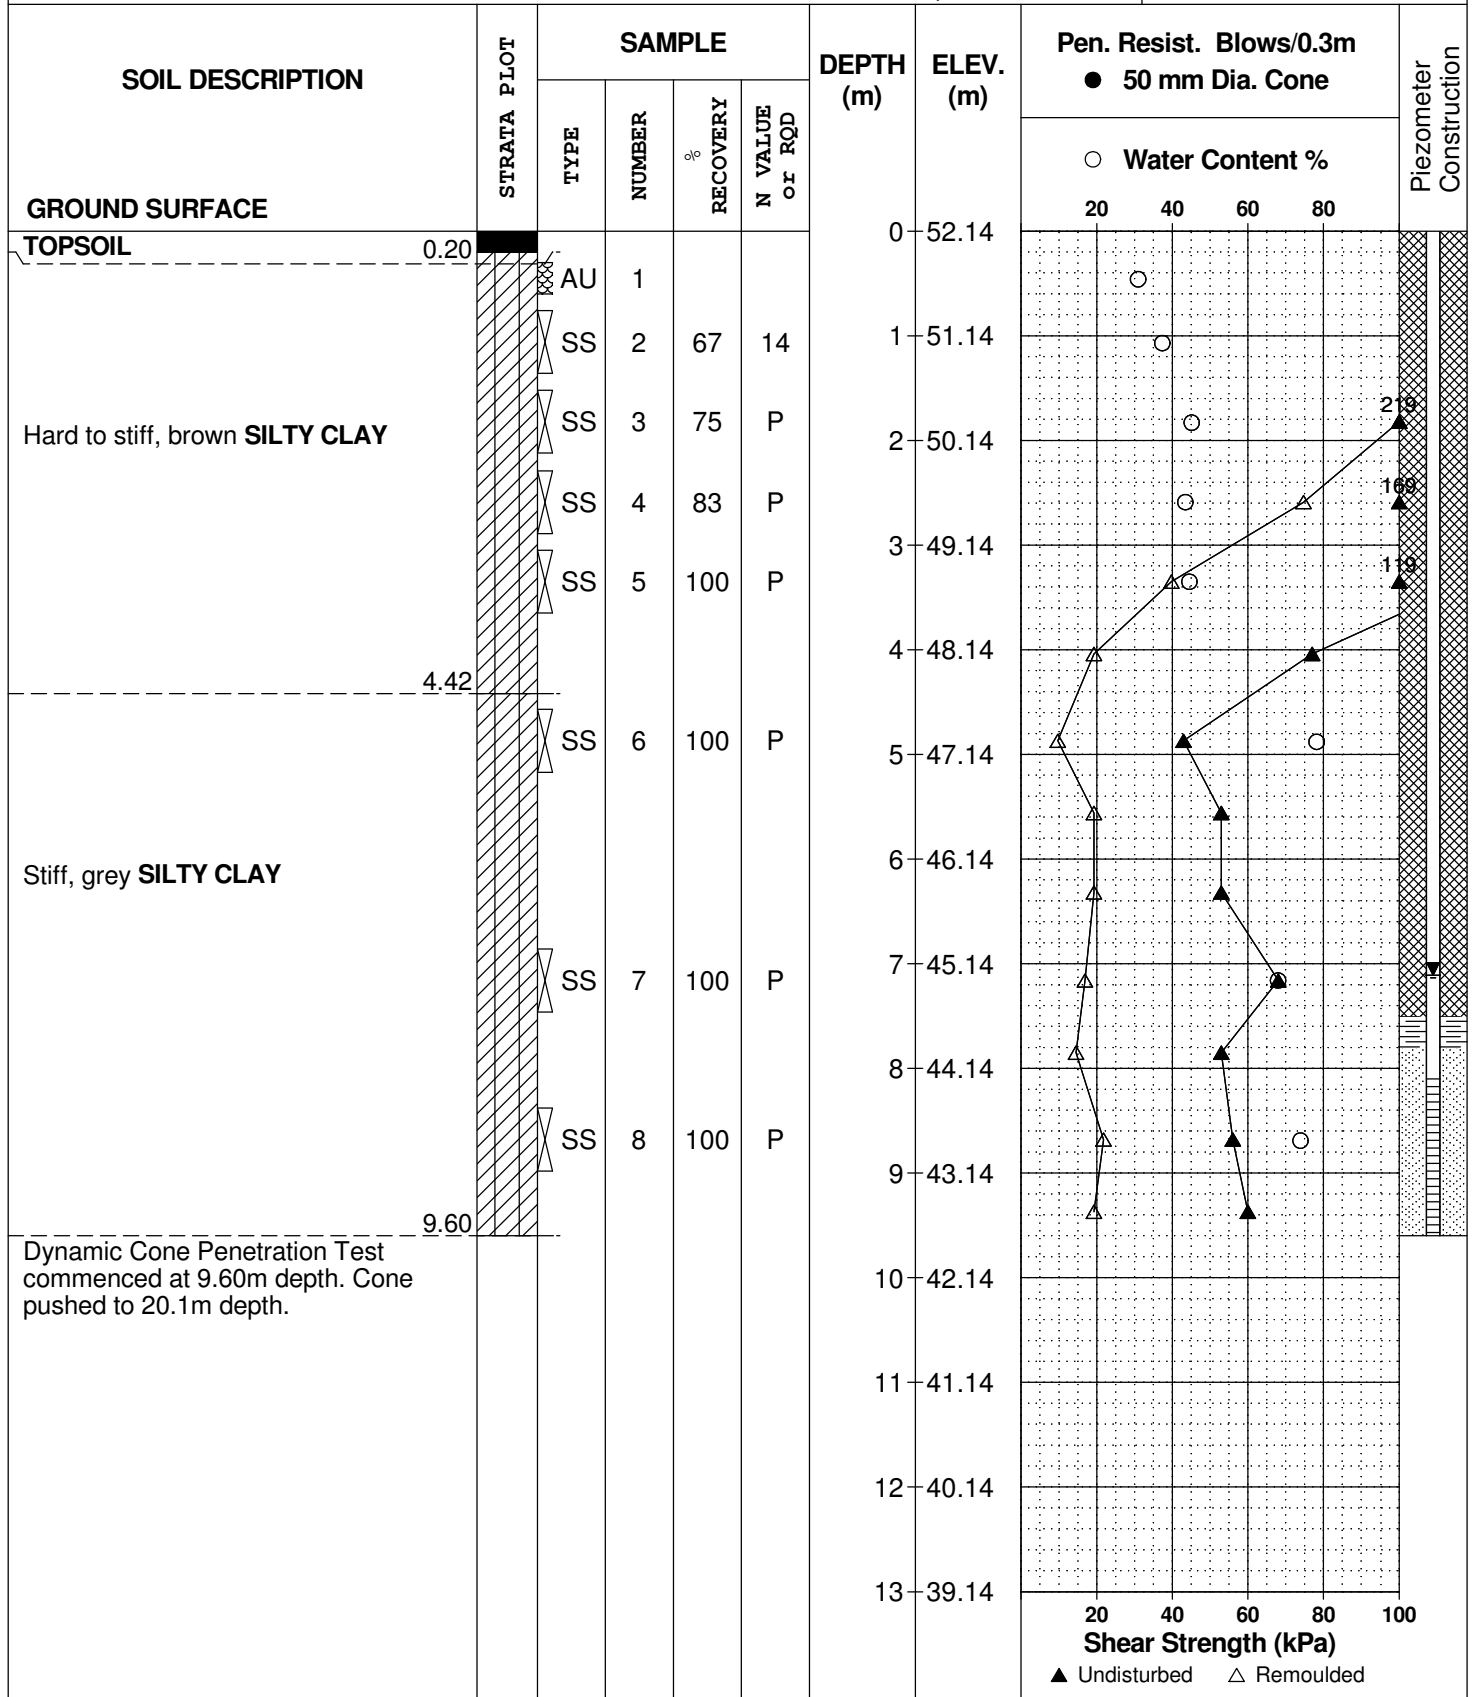 SOIL DESCRIPTION
GROUND SURFACE
STRATA PLOT
SAMPLE
TYPE
NUMBER
% RECOVERY
N VALUE or RQD
DEPTH (m)
ELEV. (m)
Pen. Resist. Blows/0.3m
● 50 mm Dia. Cone
○ Water Content %
20 40 60 80
Piezometer Construction
TOPSOIL 0.20
0 52.14
AU 1
SS 2 67 14
1 51.14
219
SS 3 75 P
Hard to stiff, brown SILTY CLAY
2 50.14
169
SS 4 83 P
3 49.14
119
SS 5 100 P
4 48.14
4.42
SS 6 100 P
5 47.14
6 46.14
Stiff, grey SILTY CLAY
7 45.14
SS 7 100 P
8 44.14
SS 8 100 P
9 43.14
9.60
Dynamic Cone Penetration Test
commenced at 9.60m depth. Cone
pushed to 20.1m depth.
10 42.14
11 41.14
12 40.14
13 39.14
20 40 60 80 100
Shear Strength (kPa)
▲ Undisturbed △ Remoulded